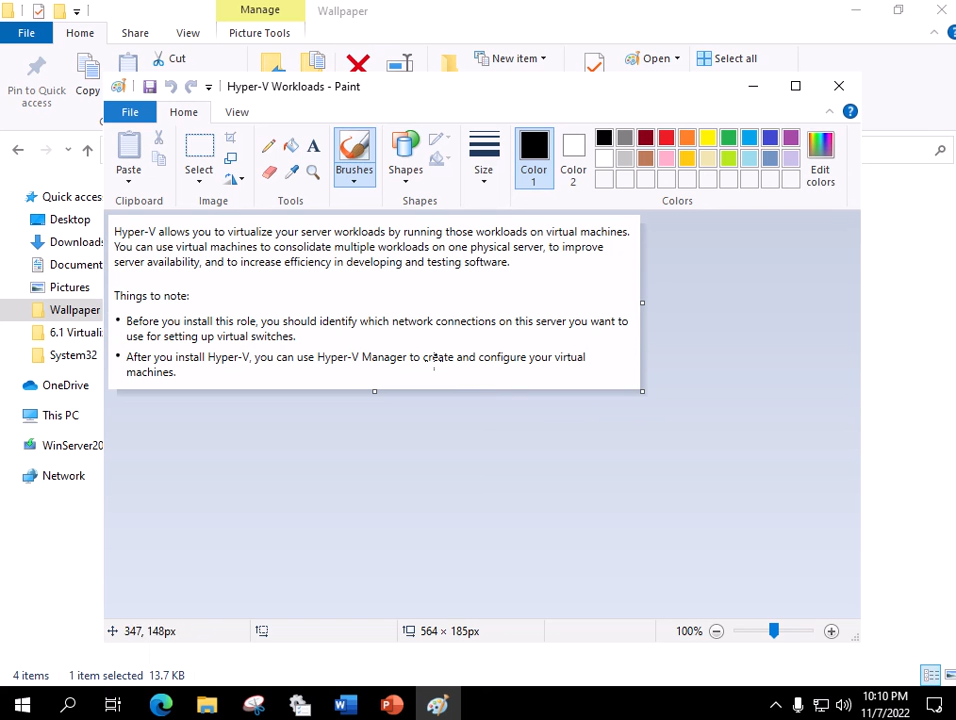 Manage
Wallpaper
File
Home
Share
View
Picture Tools
Pin to Quick
access
Copy
Cut
New item
Open
Select all
Hyper-V Workloads - Paint
File
Home
View
Paste
Select
Brushes
Shapes
Size
Color
1
Color
2
Edit
colors
Clipboard
Image
Tools
Shapes
Colors
Quick acces
Desktop
Downloads
Document
Pictures
Wallpaper
6.1 Virtualiz
System32
OneDrive
This PC
WinServer20
Network
Hyper-V allows you to virtualize your server workloads by running those workloads on virtual machines.
You can use virtual machines to consolidate multiple workloads on one physical server, to improve
server availability, and to increase efficiency in developing and testing software.
Things to note:
• Before you install this role, you should identify which network connections on this server you want to
use for setting up virtual switches.
• After you install Hyper-V, you can use Hyper-V Manager to create and configure your virtual
machines.
347, 148px
564 × 185px
100%
4 items
1 item selected 13.7 KB
10:10 PM
11/7/2022